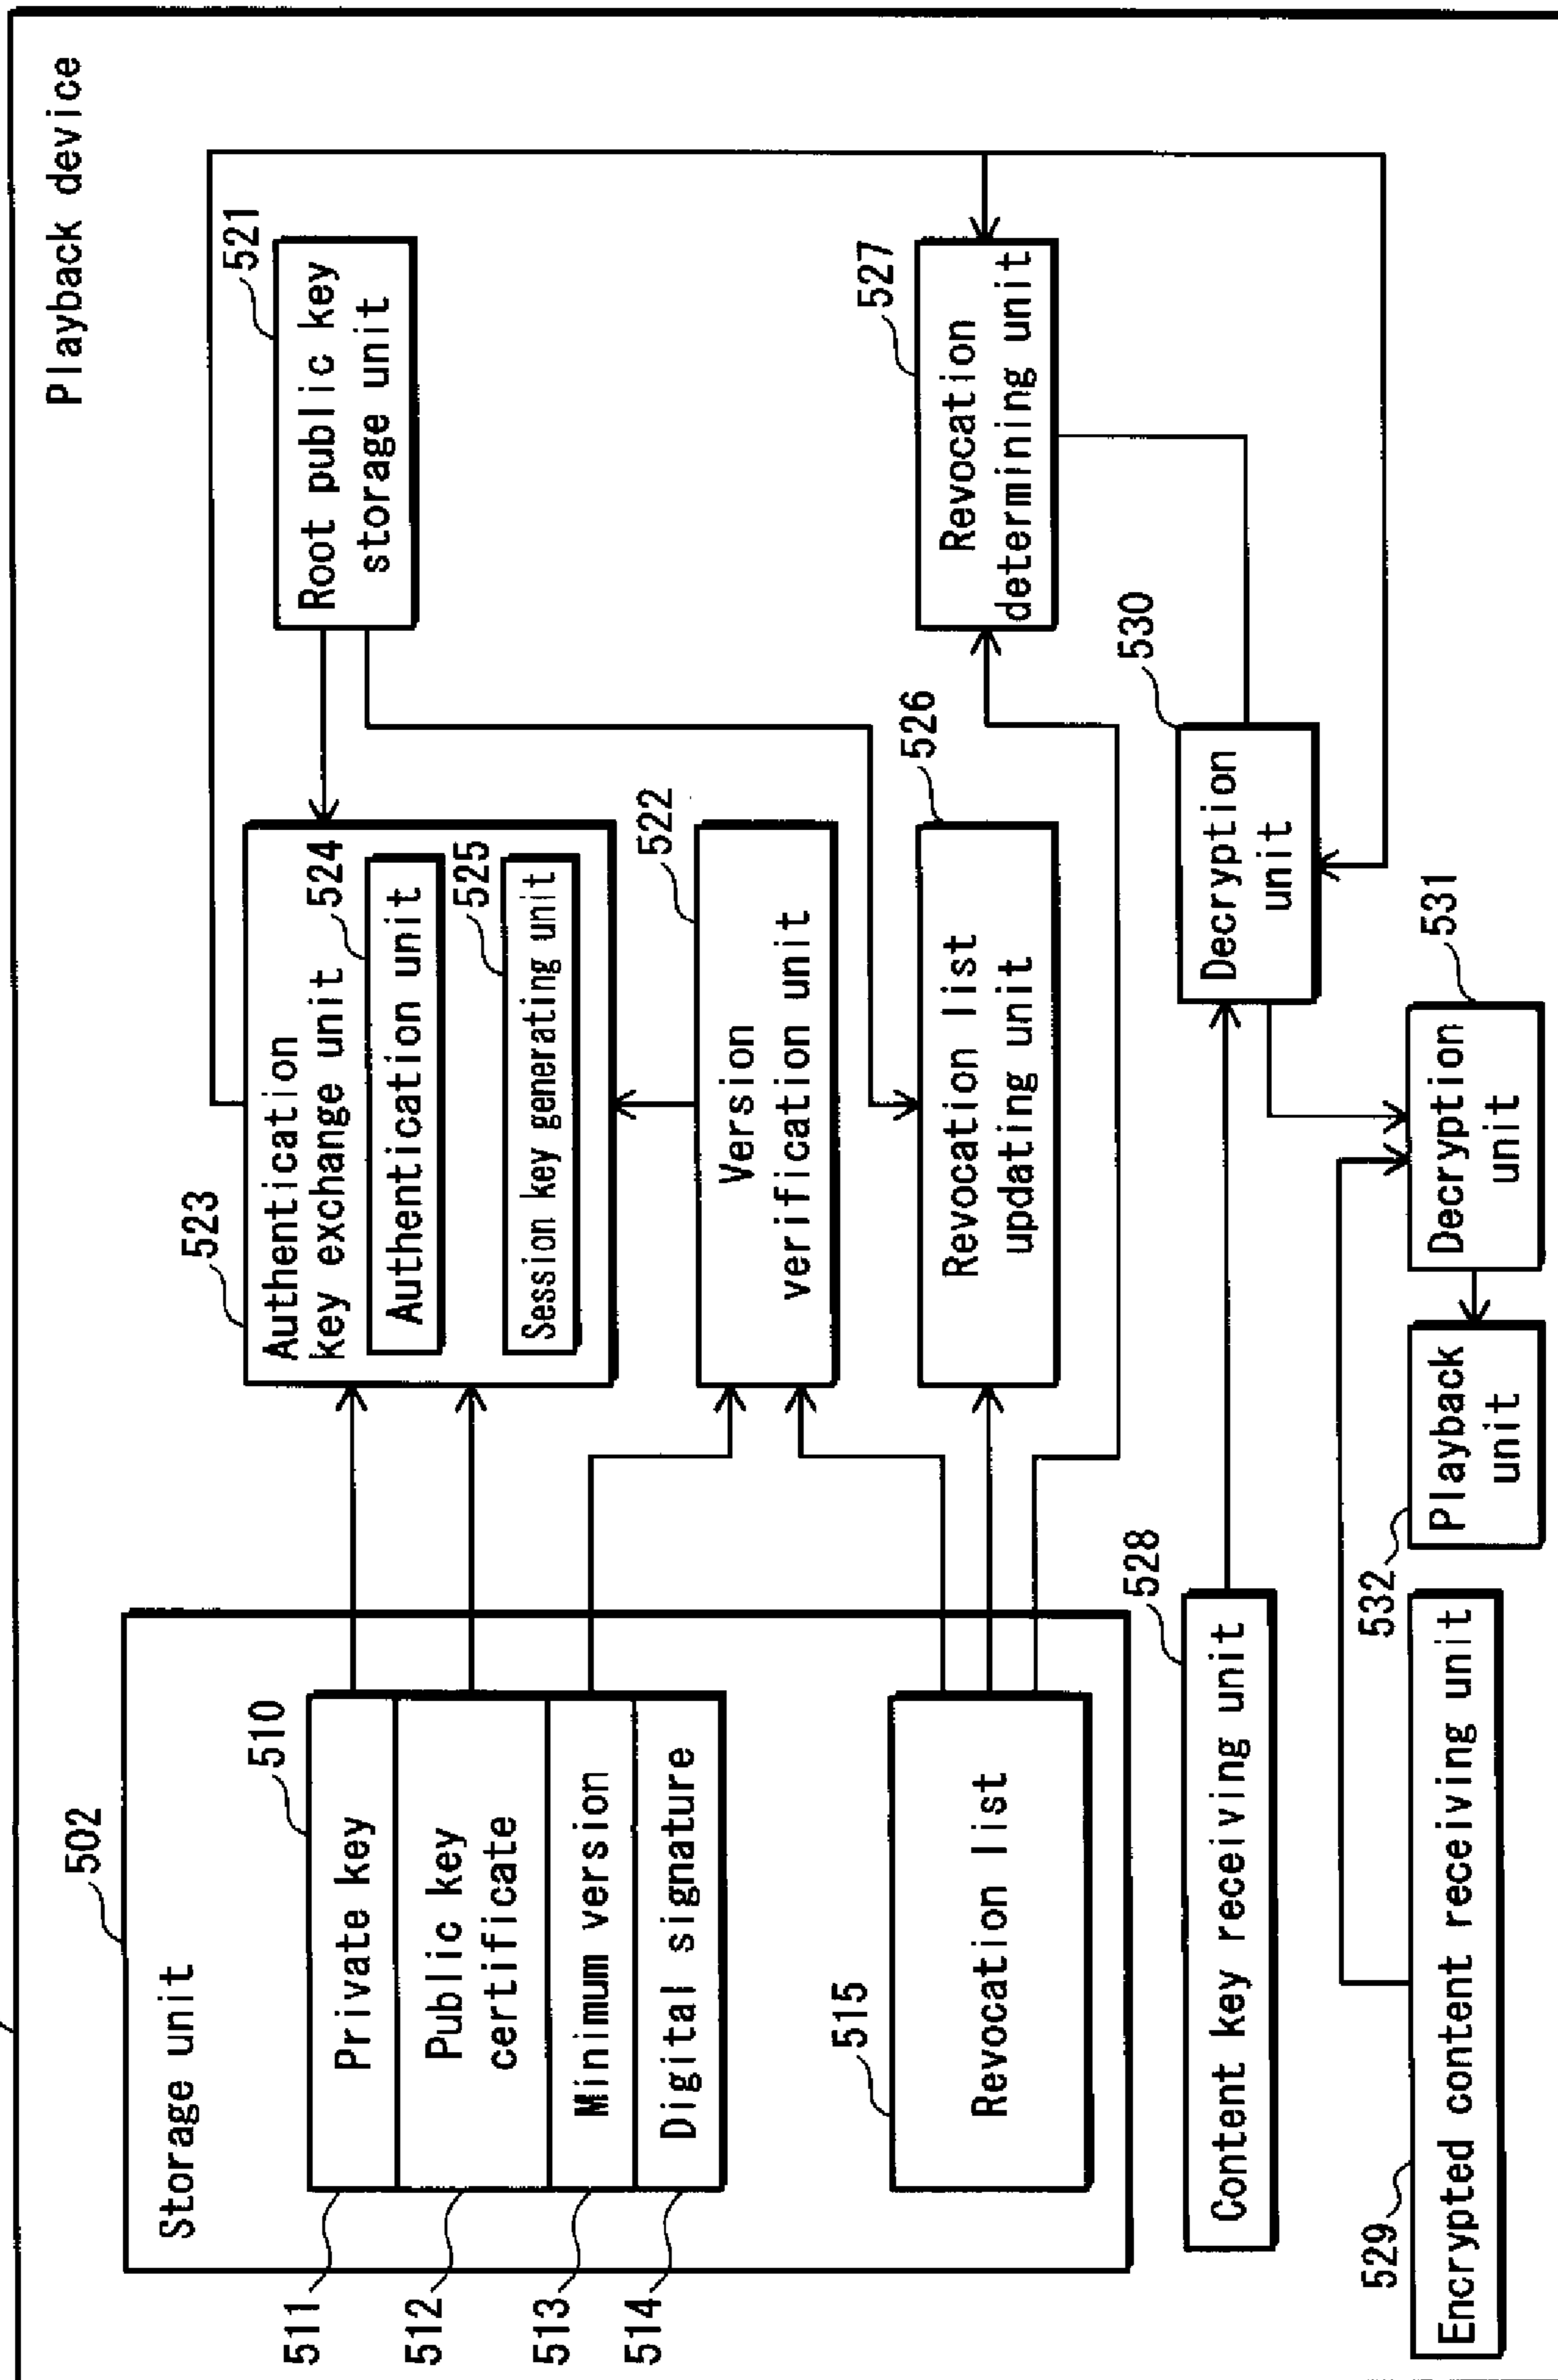 Playback device
502
Storage unit
510
511
Private key
512
Public key
certificate
513
Minimum version
514
Digital signature
515
Revocation list
523
Authentication
key exchange unit
524
Authentication unit
525
Session key generating unit
521
Root public key
storage unit
522
Version
verification unit
526
Revocation list
updating unit
527
Revocation
determining unit
528
Content key receiving unit
530
Decryption
unit
529
Encrypted content receiving unit
532
Playback
unit
531
Decryption
unit